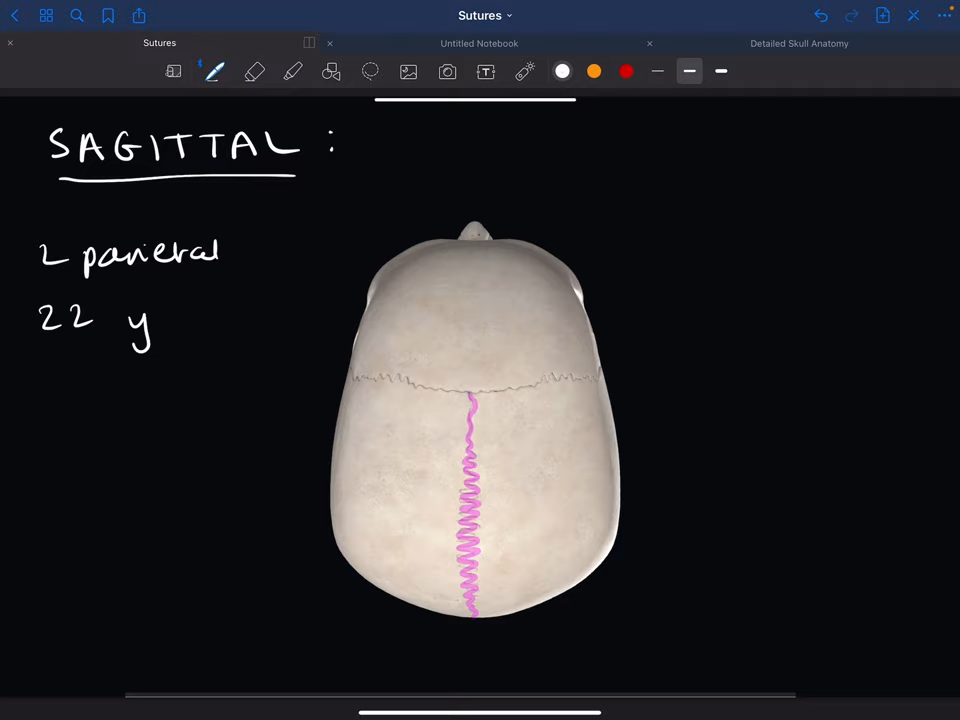 Sutures
Sutures
Untitled Notebook
Detailed Skull Anatomy
SAGITTAL :
2 parietal
22 y